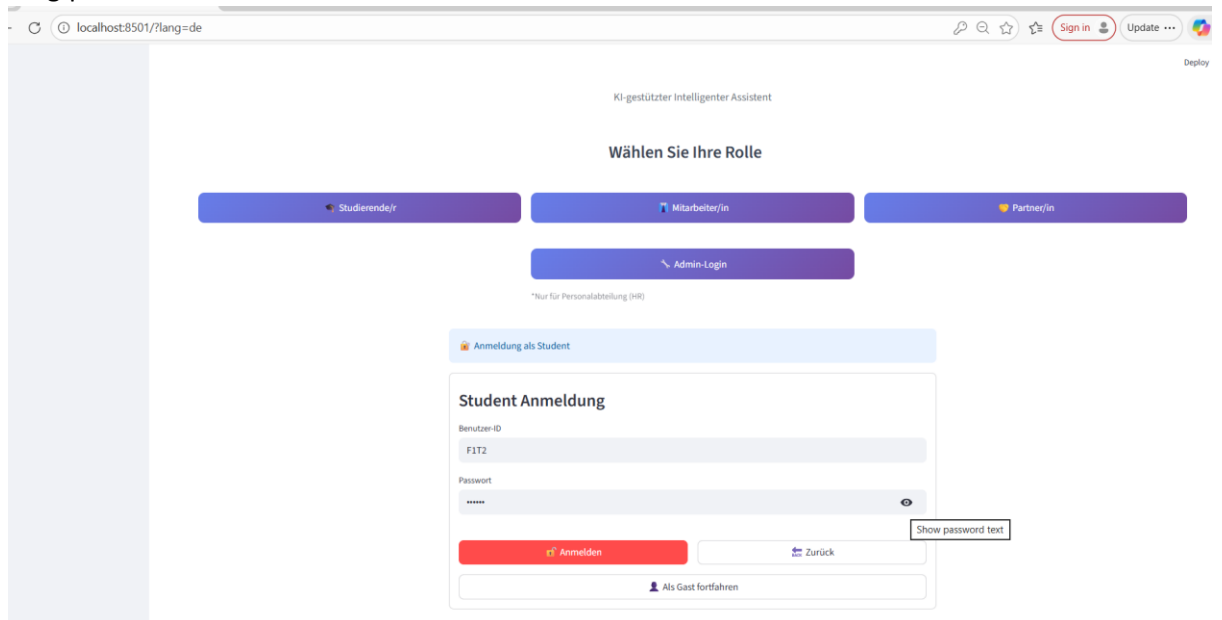 localhost:8501/?lang=de
Sign in
Update
Deploy
KI-gestützter Intelligenter Assistent
Wählen Sie Ihre Rolle
Studierende/r
Mitarbeiter/in
Partner/in
Admin-Login
*Nur für Personalabteilung (HR)
Anmeldung als Student
Student Anmeldung
Benutzer-ID
F1T2
Passwort
••••••
Show password text
Anmelden
Zurück
Als Gast fortfahren